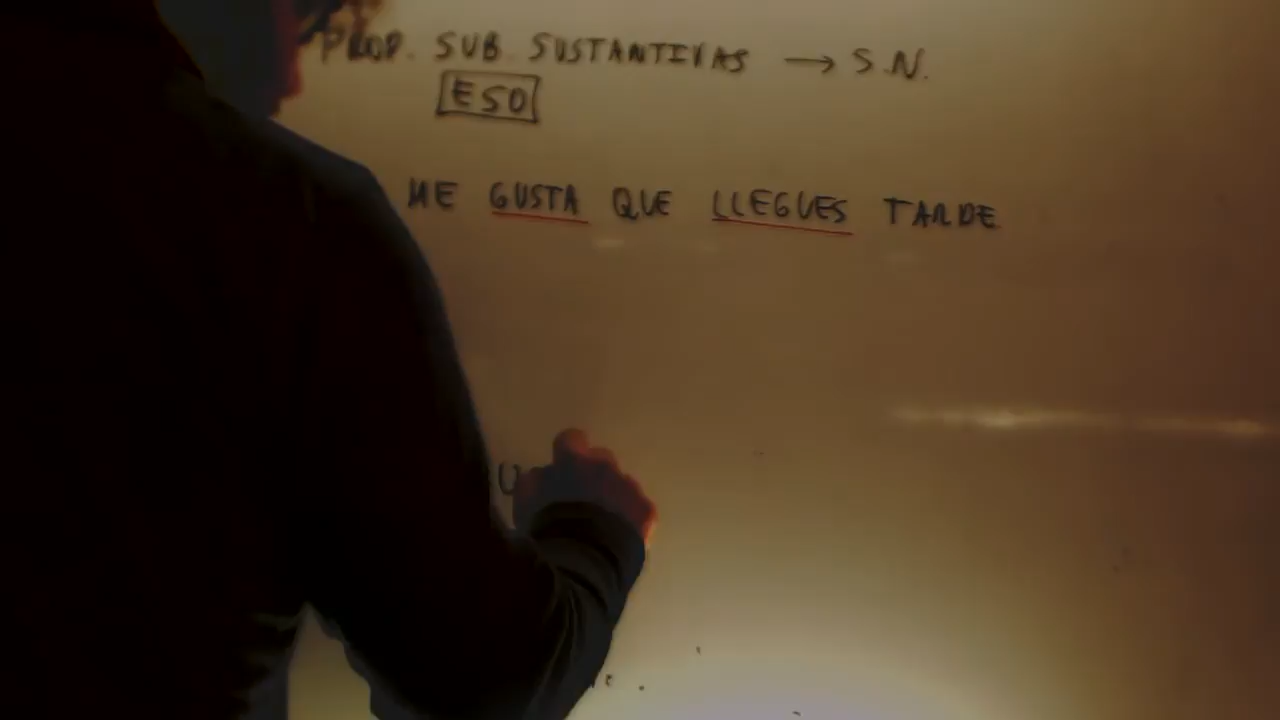 PROP. SUB. SUSTANTIVAS → S.N.
ESO
ME GUSTA QUE LLEGUES TARDE